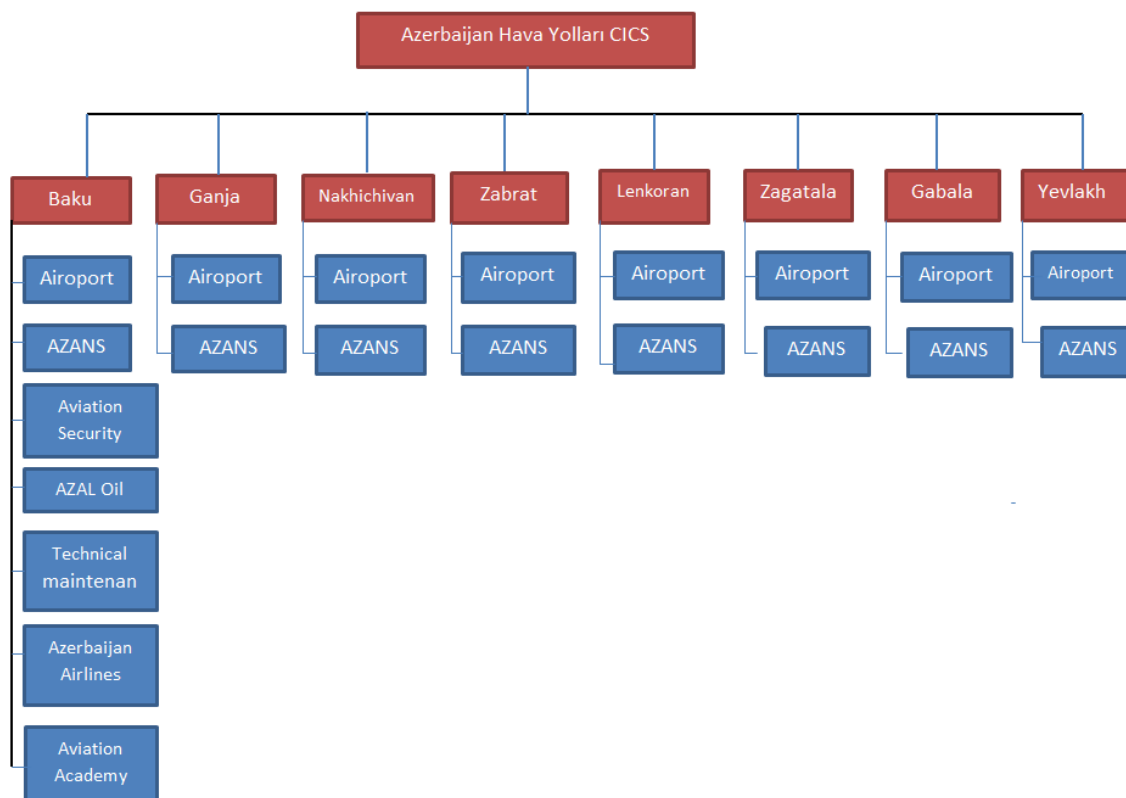 Azerbaijan Hava Yolları CICS
Baku
Ganja
Nakhichivan
Zabrat
Lenkoran
Zagatala
Gabala
Yevlakh
Airoport
Airoport
Airoport
Airoport
Airoport
Airoport
Airoport
Airoport
AZANS
AZANS
AZANS
AZANS
AZANS
AZANS
AZANS
AZANS
Aviation
Security
AZAL Oil
Technical
maintenan
Azerbaijan
Airlines
Aviation
Academy